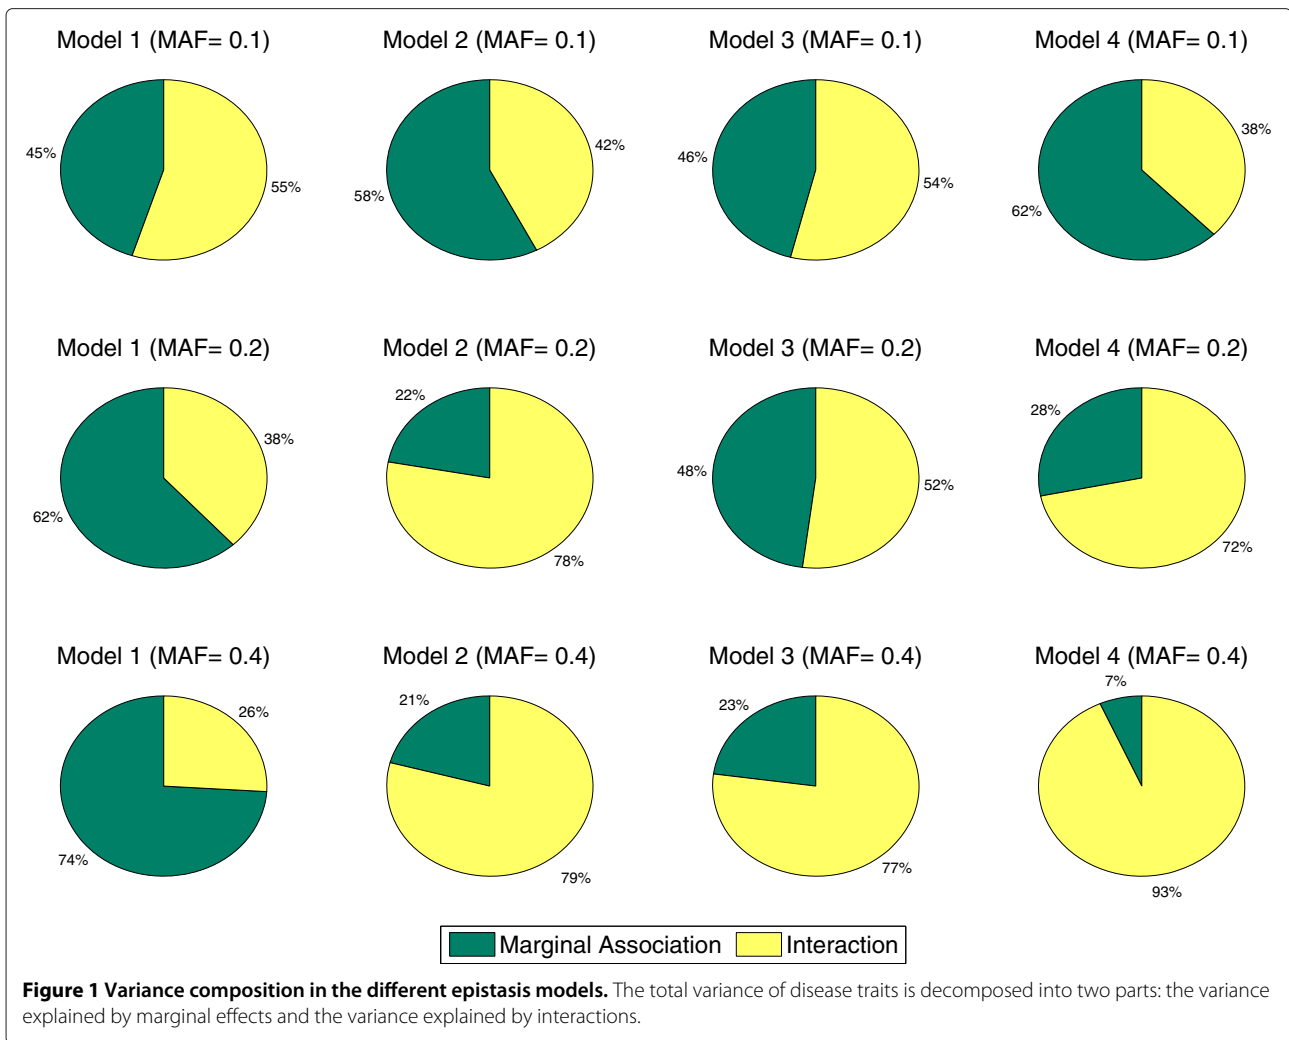 Model 1 (MAF= 0.1)
Model 2 (MAF= 0.1)
Model 3 (MAF= 0.1)
Model 4 (MAF= 0.1)
45%
55%
58%
42%
46%
54%
62%
38%
Model 1 (MAF= 0.2)
Model 2 (MAF= 0.2)
Model 3 (MAF= 0.2)
Model 4 (MAF= 0.2)
62%
38%
22%
78%
48%
52%
28%
72%
Model 1 (MAF= 0.4)
Model 2 (MAF= 0.4)
Model 3 (MAF= 0.4)
Model 4 (MAF= 0.4)
74%
26%
21%
79%
23%
77%
7%
93%
Marginal Association
Interaction
Figure 1 Variance composition in the different epistasis models. The total variance of disease traits is decomposed into two parts: the variance
explained by marginal effects and the variance explained by interactions.